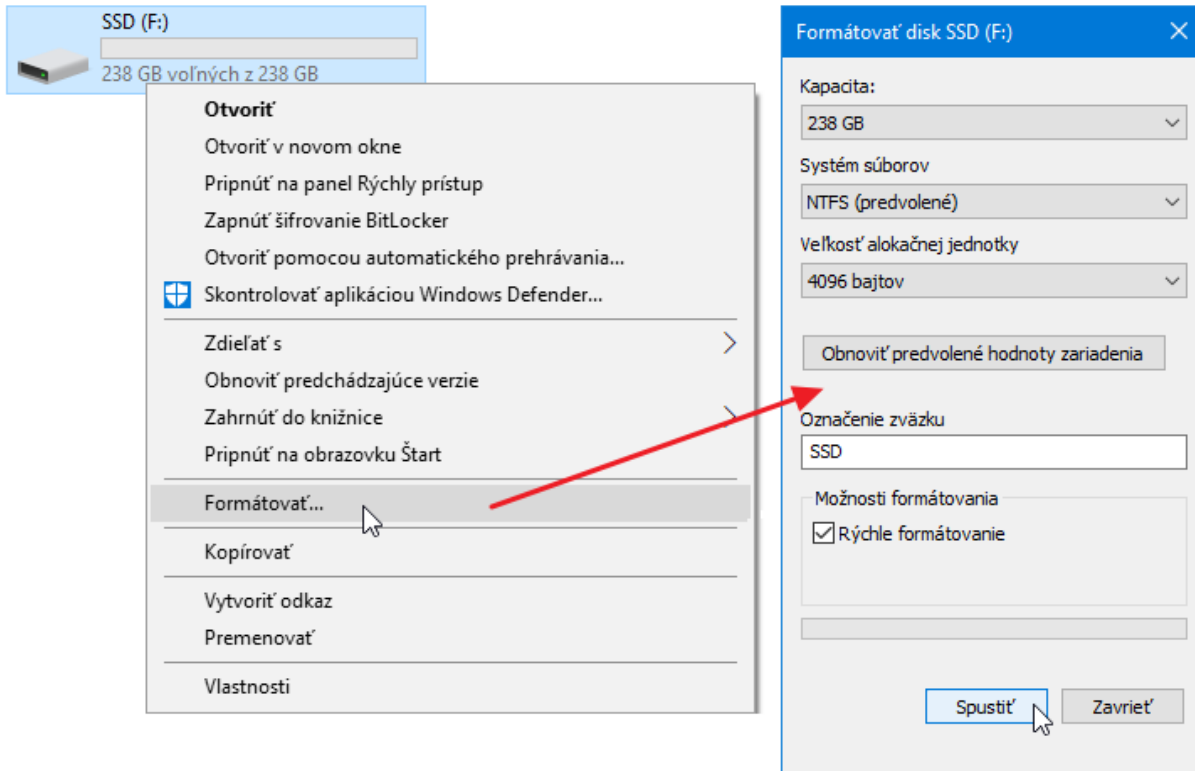 SSD (F:)
238 GB voľných z 238 GB
Otvoriť
Otvoriť v novom okne
Pripnúť na panel Rýchly prístup
Zapnúť šifrovanie BitLocker
Otvoriť pomocou automatického prehrávania...
Skontrolovať aplikáciou Windows Defender...
Zdieľať s
Obnoviť predchádzajúce verzie
Zahrnúť do knižnice
Pripnúť na obrazovku Štart
Formátovať...
Kopírovať
Vytvoriť odkaz
Premenovať
Vlastnosti
Formátovať disk SSD (F:)
Kapacita:
238 GB
Systém súborov
NTFS (predvolené)
Veľkosť alokačnej jednotky
4096 bajtov
Obnoviť predvolené hodnoty zariadenia
Označenie zväzku
SSD
Možnosti formátovania
Rýchle formátovanie
Spustiť
Zavrieť